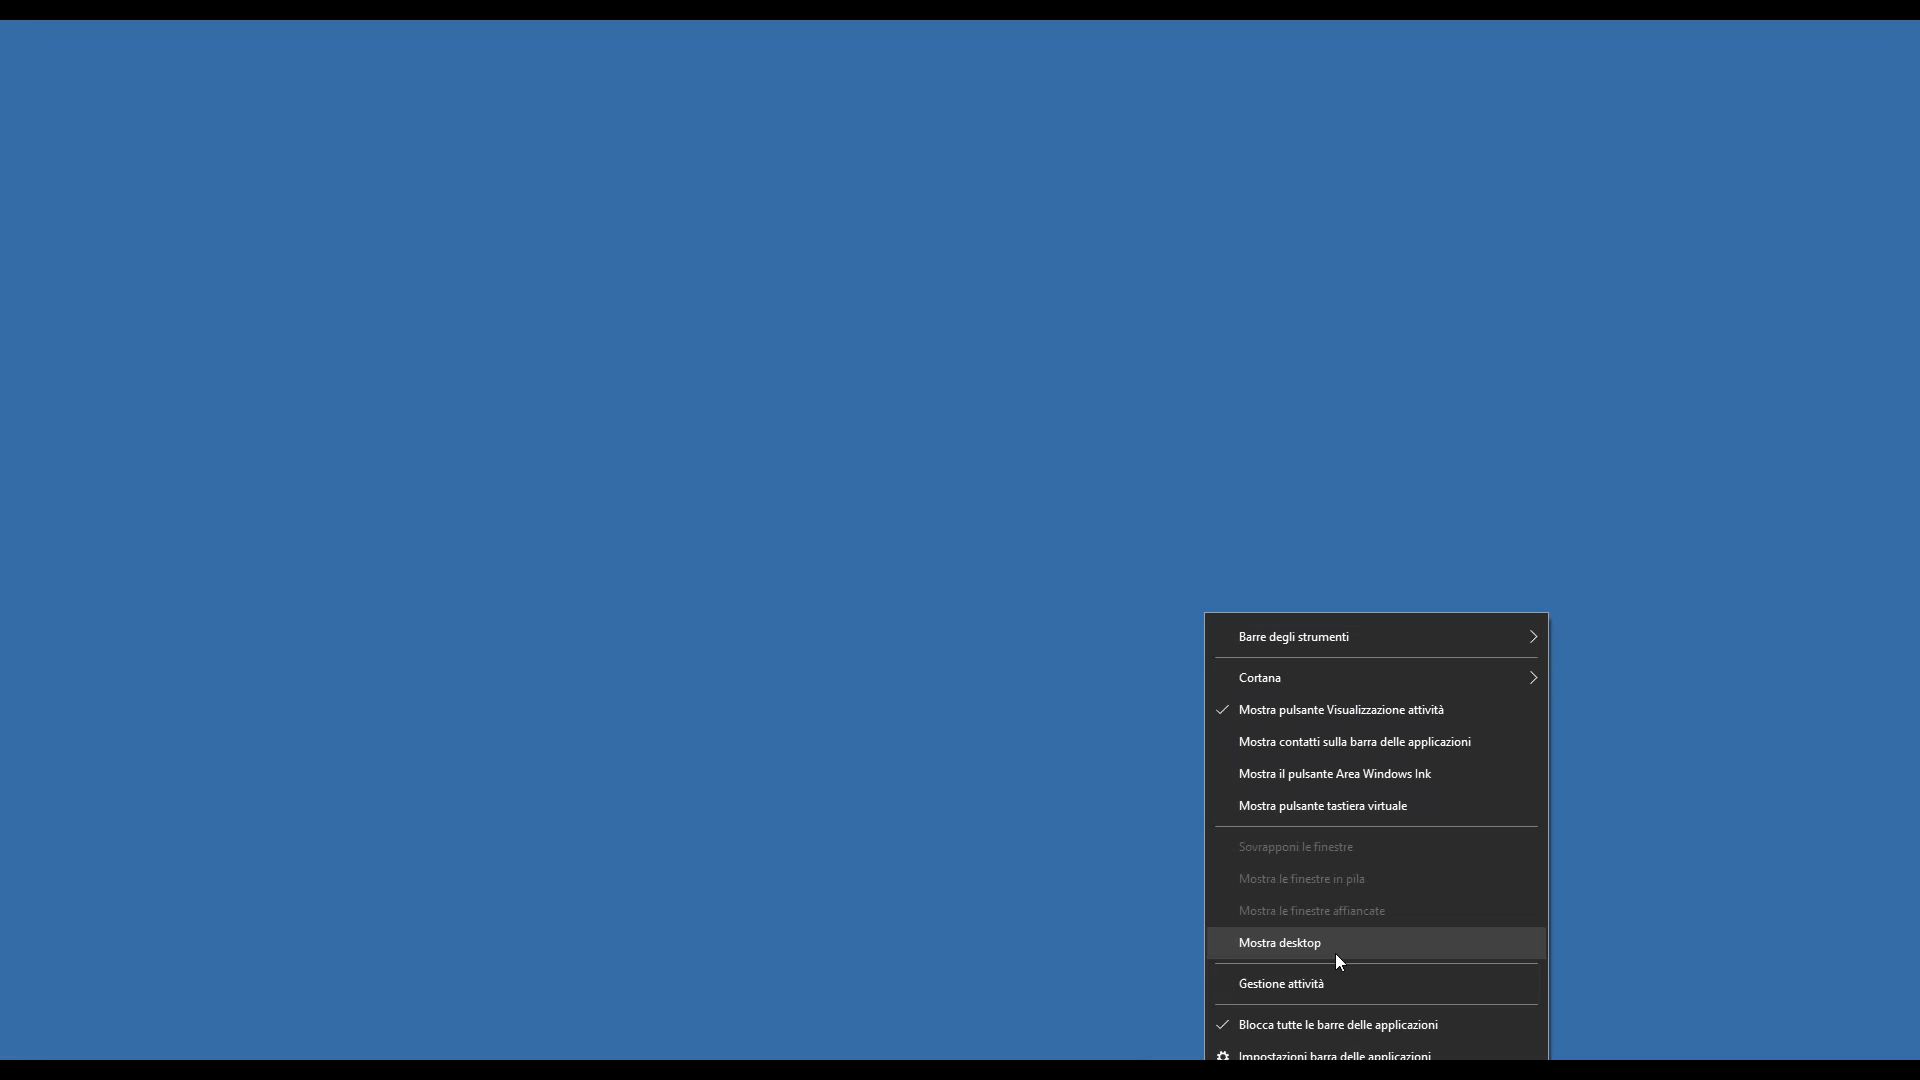 Barre degli strumenti
Cortana
Mostra pulsante Visualizzazione attività
Mostra contatti sulla barra delle applicazioni
Mostra il pulsante Area Windows Ink
Mostra pulsante tastiera virtuale
Sovrapponi le finestre
Mostra le finestre in pila
Mostra le finestre affiancate
Mostra desktop
Gestione attività
Blocca tutte le barre delle applicazioni
Impostazioni barra delle applicazioni